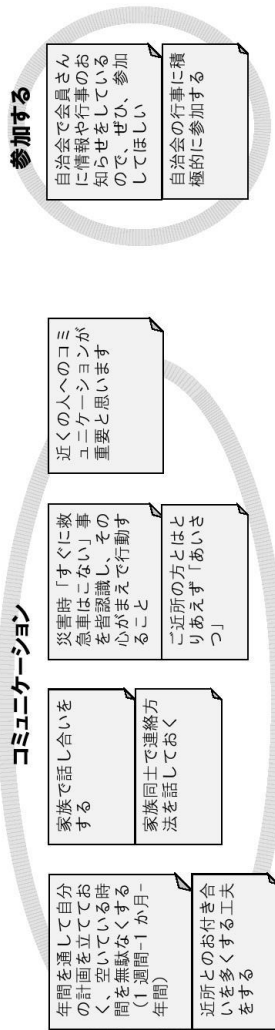 コミュニケーション
年間を通して自分
の計画を立ててお
く、空いている時
間を無駄なくする
(1 週間-1 か月-
年間)
近所とのお付き合
いを多くする工夫
をする
家族で話し合いを
する
家族同士で連絡方
法を話しておく
災害時「すぐに救
急車はこない」事
を皆認識し、その
心がまえで行動す
ること
ご近所の方とはと
りあえず「あいさ
つ」
近くの人へのコミ
ュニケーションが
重要と思います
参加する
自治会で会員さん
に情報や行事のお
知らせをしている
ので、ぜひ、参加
してほしい
自治会の行事に積
極的に参加する